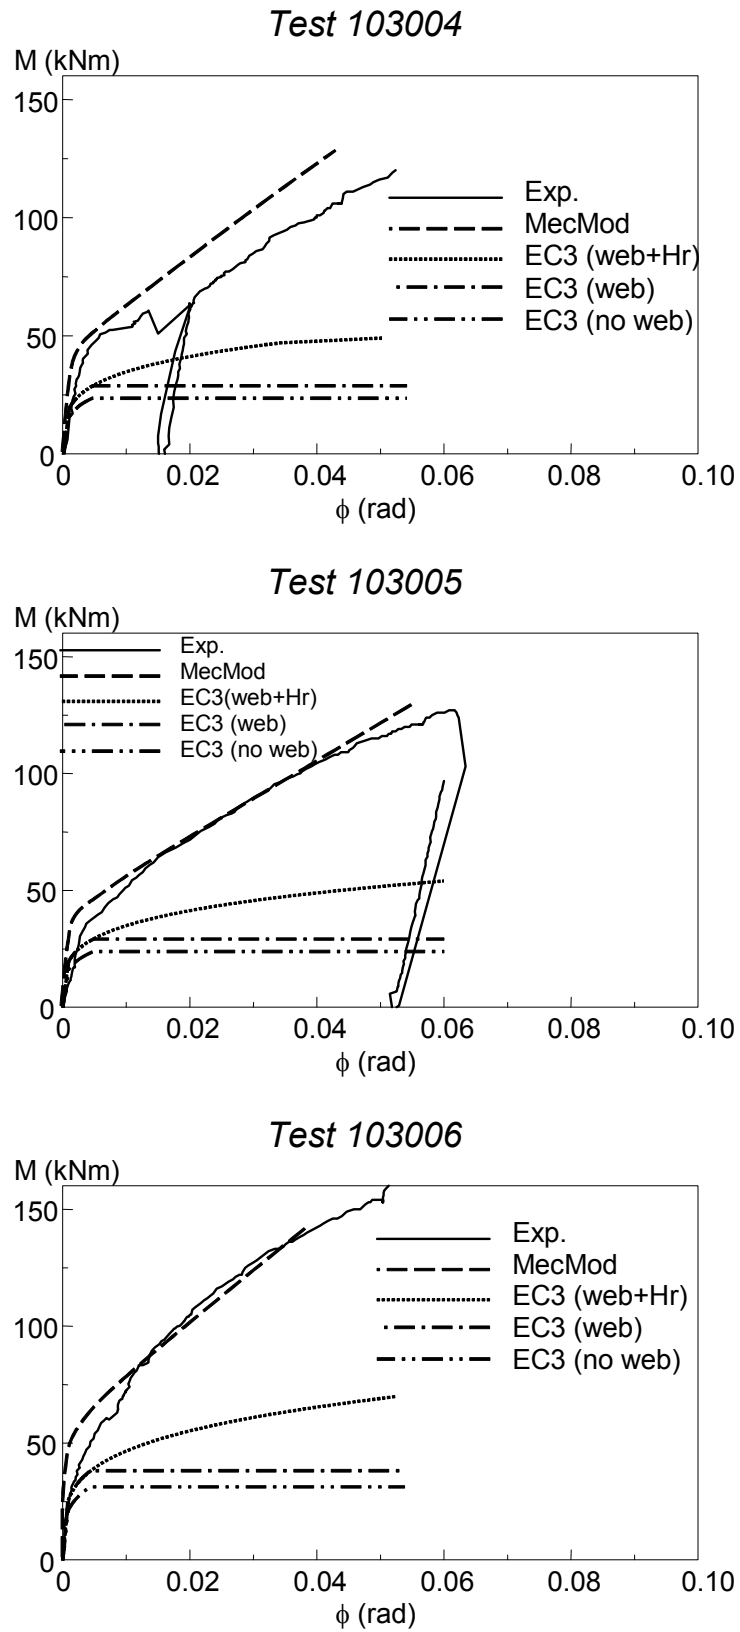 Test 103004
M (kNm)
150
100
50
0
Exp.
MecMod
EC3 (web+Hr)
EC3 (web)
EC3 (no web)
0 0.02 0.04 0.06 0.08 0.10
ϕ (rad)
Test 103005
M (kNm)
150
100
50
0
Exp.
MecMod
EC3(web+Hr)
EC3 (web)
EC3 (no web)
0 0.02 0.04 0.06 0.08 0.10
ϕ (rad)
Test 103006
M (kNm)
150
100
50
0
Exp.
MecMod
EC3 (web+Hr)
EC3 (web)
EC3 (no web)
0 0.02 0.04 0.06 0.08 0.10
ϕ (rad)